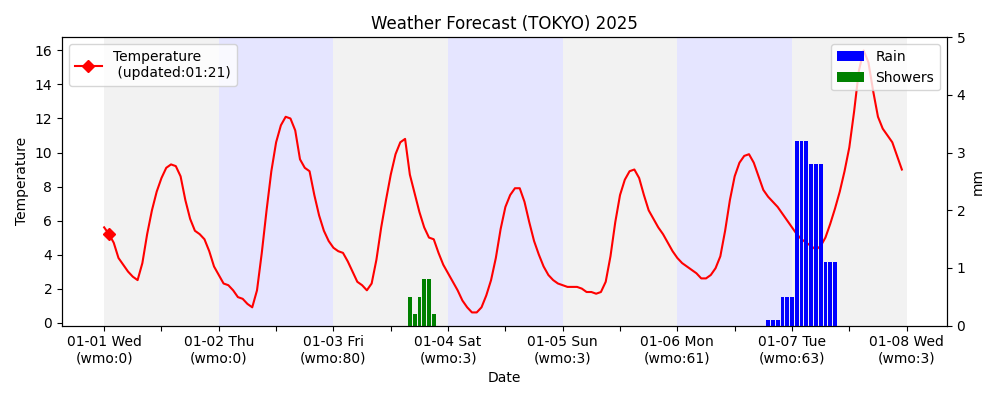 Weather Forecast (TOKYO) 2025
Temperature
(updated:01:21)
Rain
Showers
Temperature
16
14
12
10
8
6
4
2
0
5
4
3
2
1
0
mm
01-01 Wed
(wmo:0)
01-02 Thu
(wmo:0)
01-03 Fri
(wmo:80)
01-04 Sat
(wmo:3)
01-05 Sun
(wmo:3)
01-06 Mon
(wmo:61)
01-07 Tue
(wmo:63)
01-08 Wed
(wmo:3)
Date